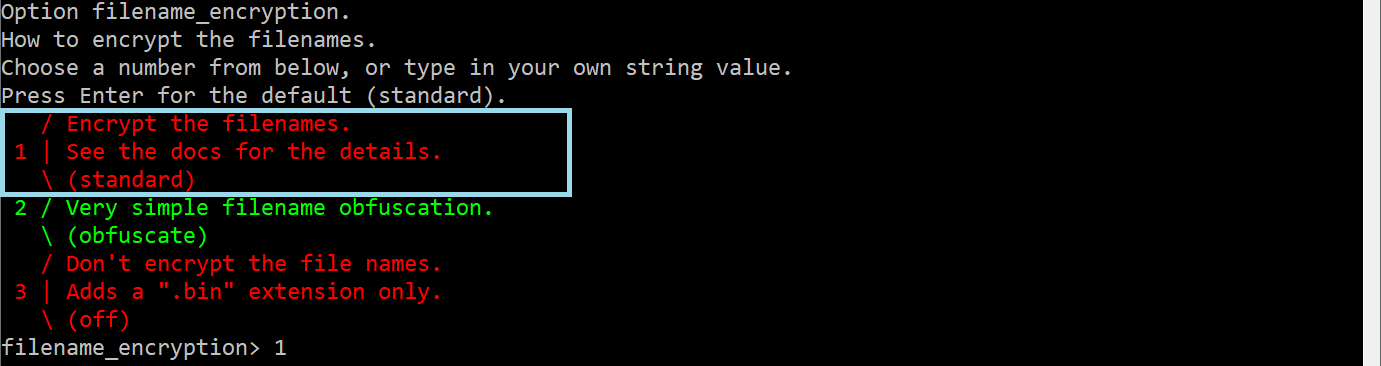 Option filename_encryption.
How to encrypt the filenames.
Choose a number from below, or type in your own string value.
Press Enter for the default (standard).
/ Encrypt the filenames.
1 | See the docs for the details.
\ (standard)
2 / Very simple filename obfuscation.
\ (obfuscate)
/ Don't encrypt the file names.
3 | Adds a ".bin" extension only.
\ (off)
filename_encryption> 1